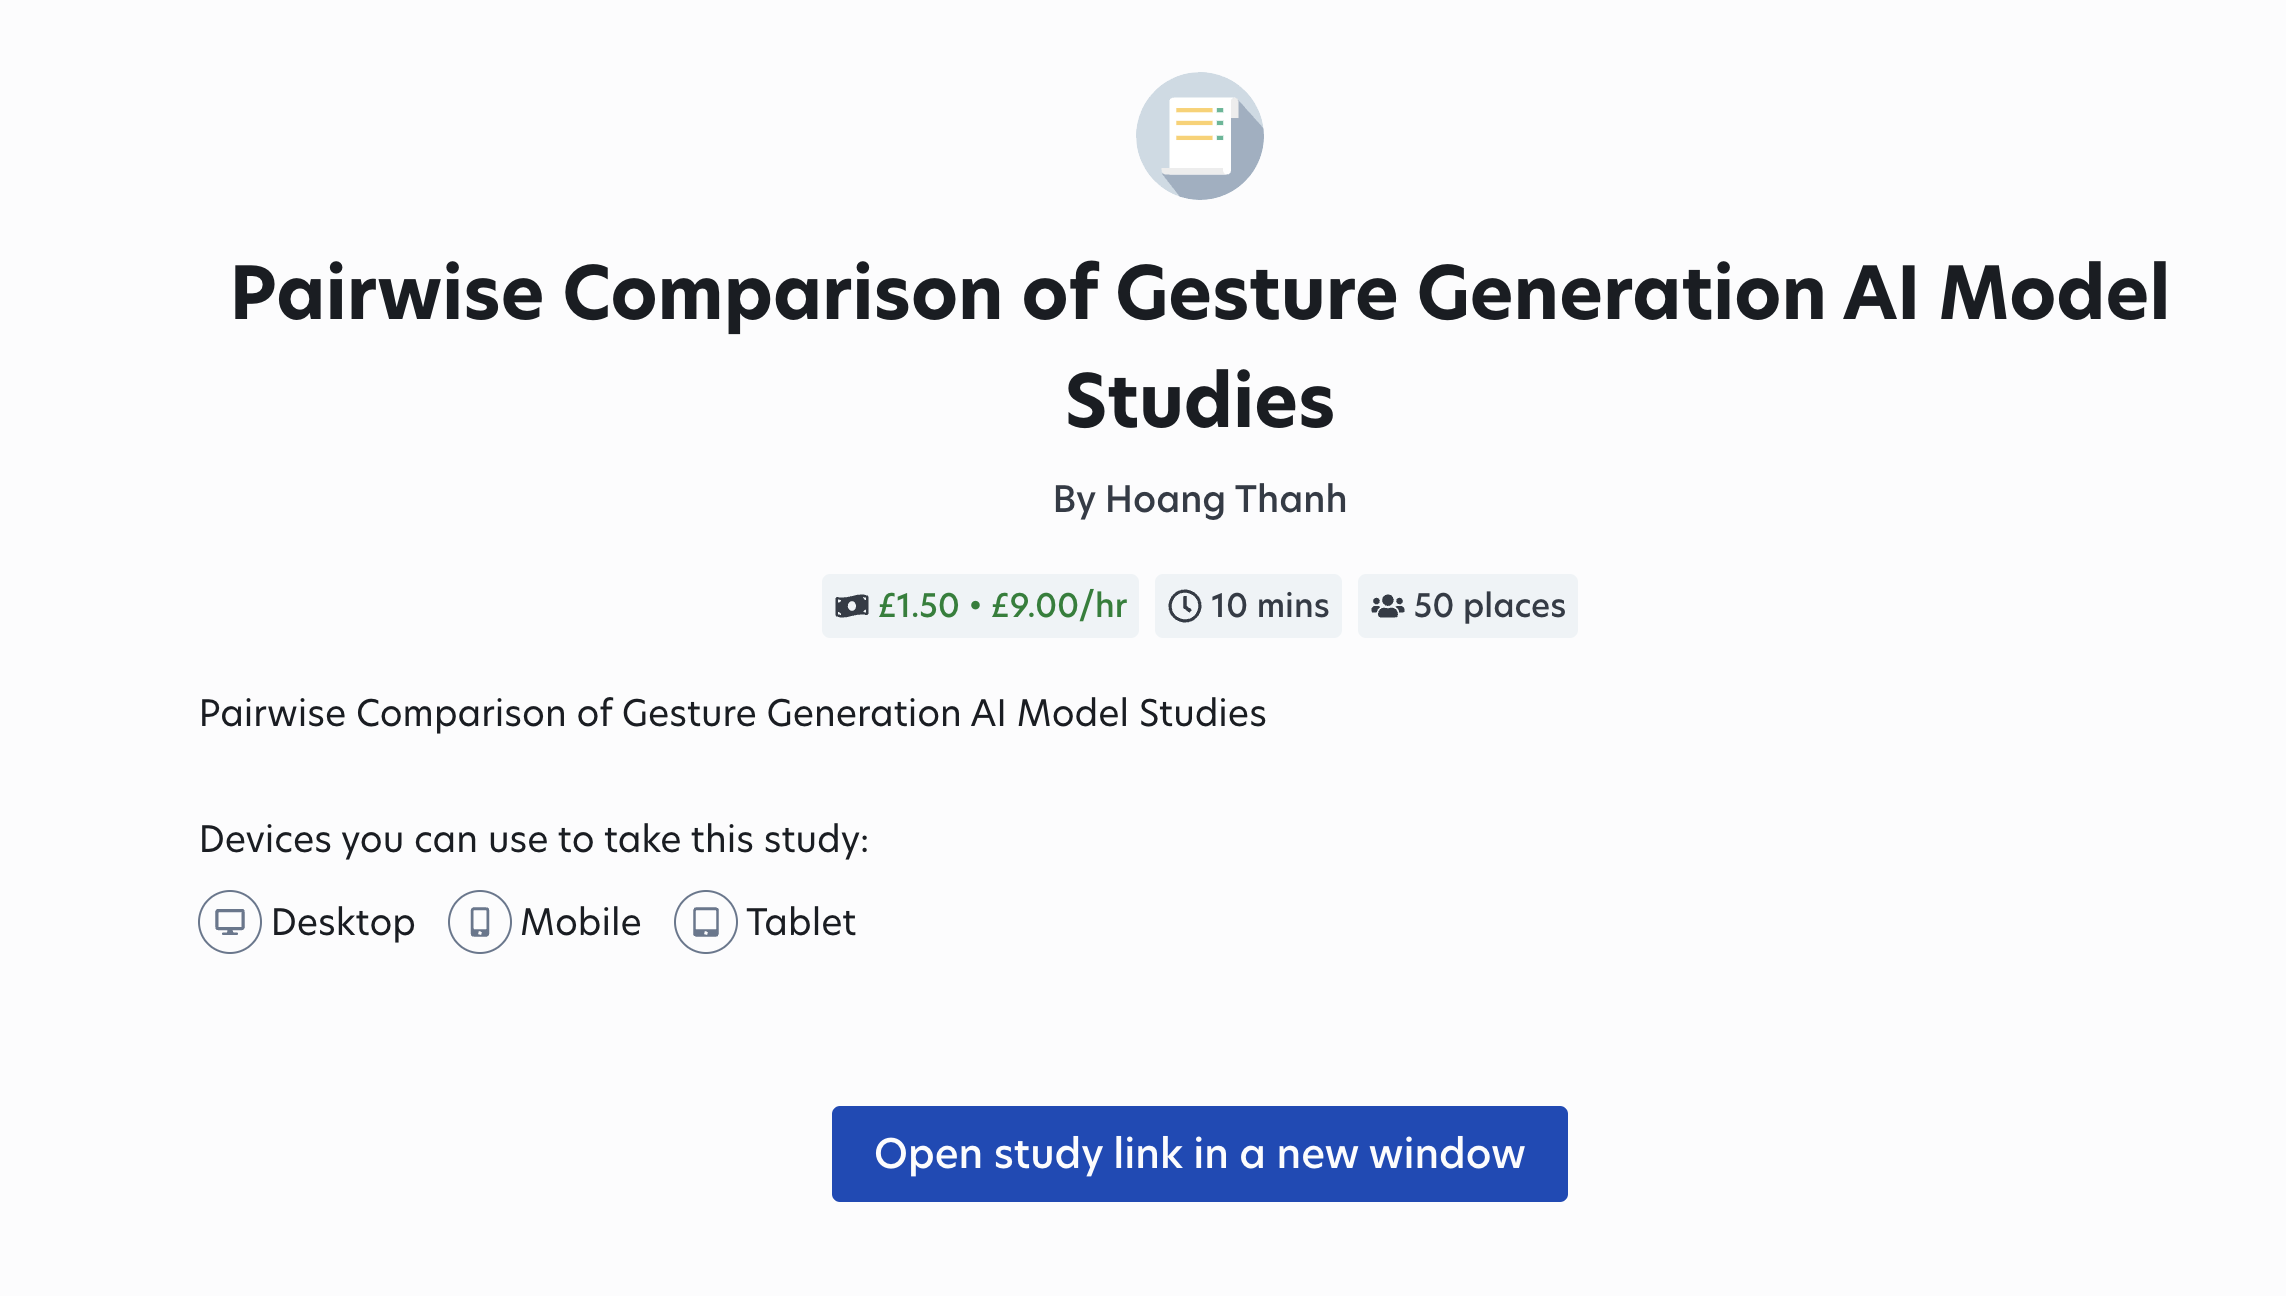 Pairwise Comparison of Gesture Generation AI Model
Studies
By Hoang Thanh
£1.50 • £9.00/hr
10 mins
50 places
Pairwise Comparison of Gesture Generation AI Model Studies
Devices you can use to take this study:
Desktop
Mobile
Tablet
Open study link in a new window